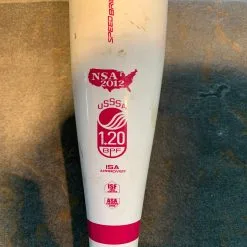 NSA
2012
USSSA
1.20
BPF
ISA
APPROVED
ISF
ASA